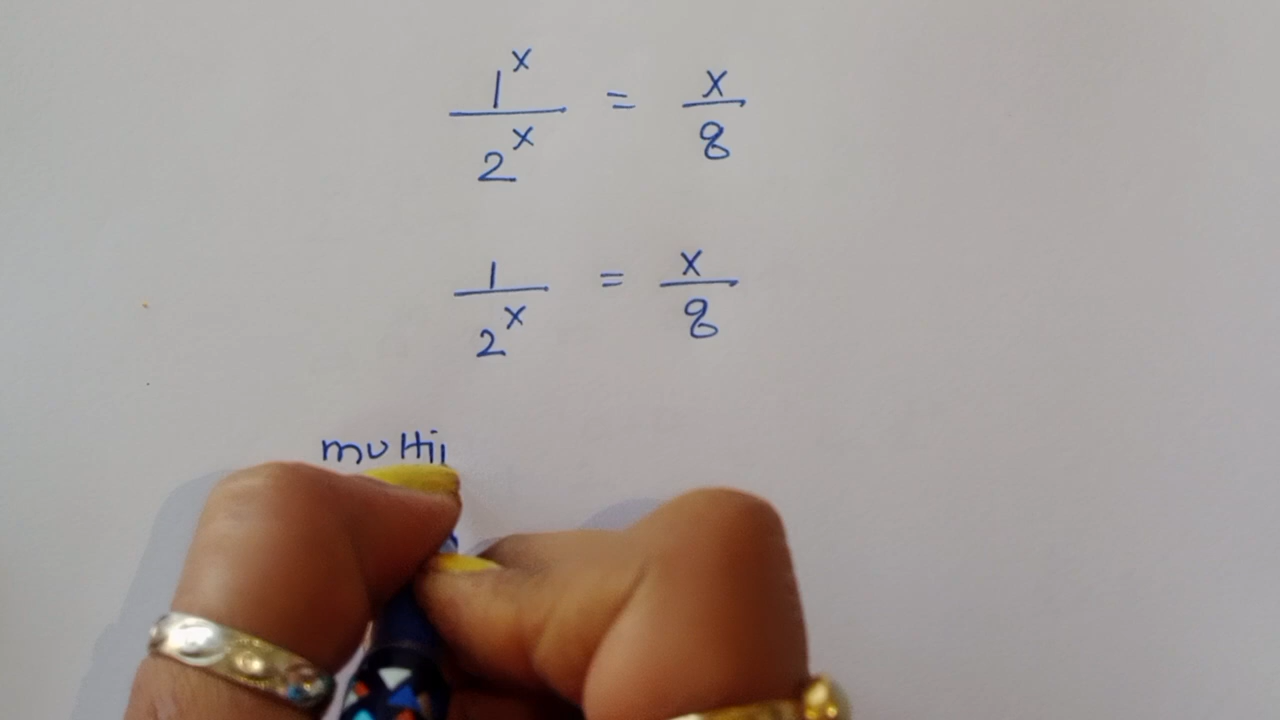 1^x / 2^x = x / 8
1 / 2^x = x / 8
multi